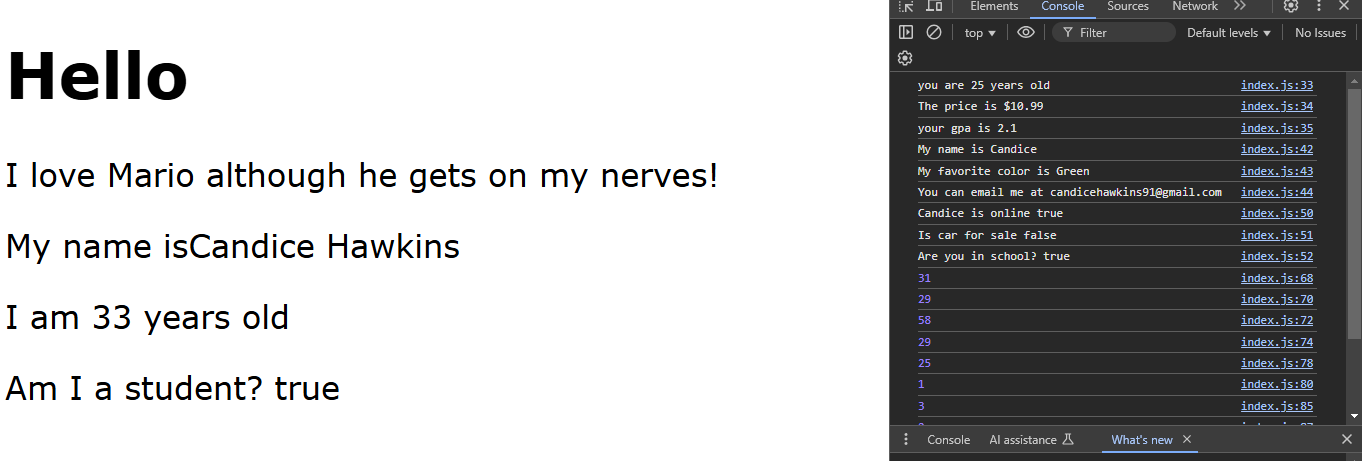 Hello
I love Mario although he gets on my nerves!
My name isCandice Hawkins
I am 33 years old
Am I a student? true
Elements Console Sources Network
top Filter Default levels No Issues
you are 25 years old index.js:33
The price is $10.99 index.js:34
your gpa is 2.1 index.js:35
My name is Candice index.js:42
My favorite color is Green index.js:43
You can email me at candicehawkins91@gmail.com index.js:44
Candice is online true index.js:50
Is car for sale false index.js:51
Are you in school? true index.js:52
31 index.js:68
29 index.js:70
58 index.js:72
29 index.js:74
25 index.js:78
1 index.js:80
3 index.js:85
Console AI assistance What's new